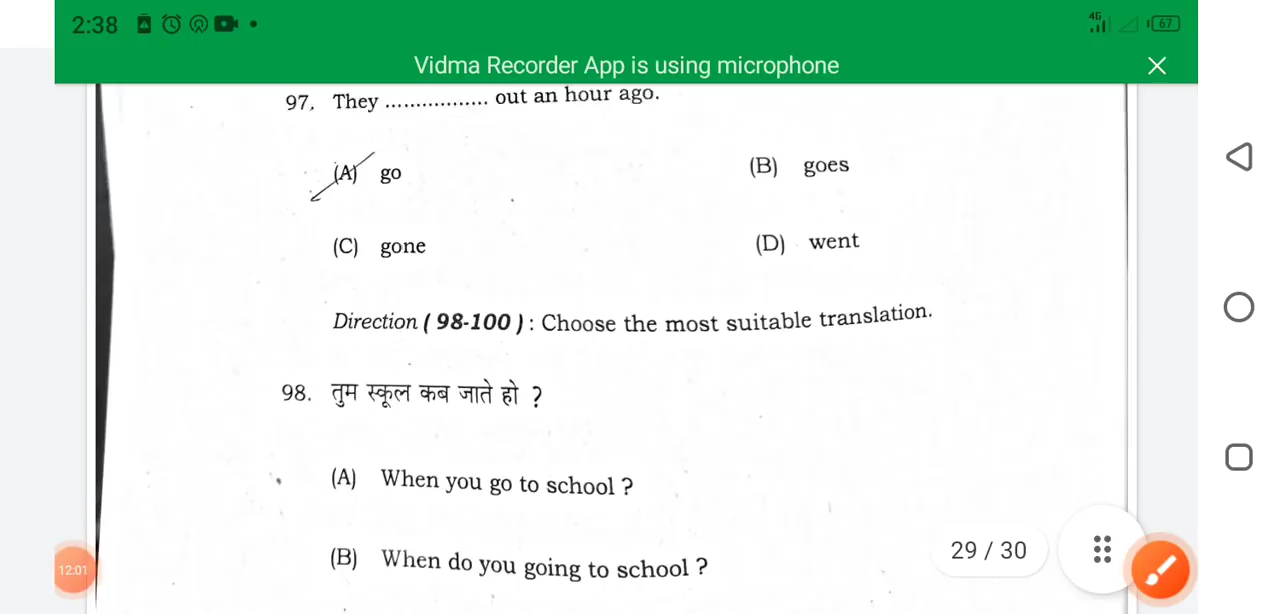 2:38
4G
67
Vidma Recorder App is using microphone
97. They ................. out an hour ago.
(A) go
(B) goes
(C) gone
(D) went
Direction ( 98-100 ) : Choose the most suitable translation.
98. तुम स्कूल कब जाते हो ?
(A) When you go to school ?
(B) When do you going to school ?
29 / 30
12:01